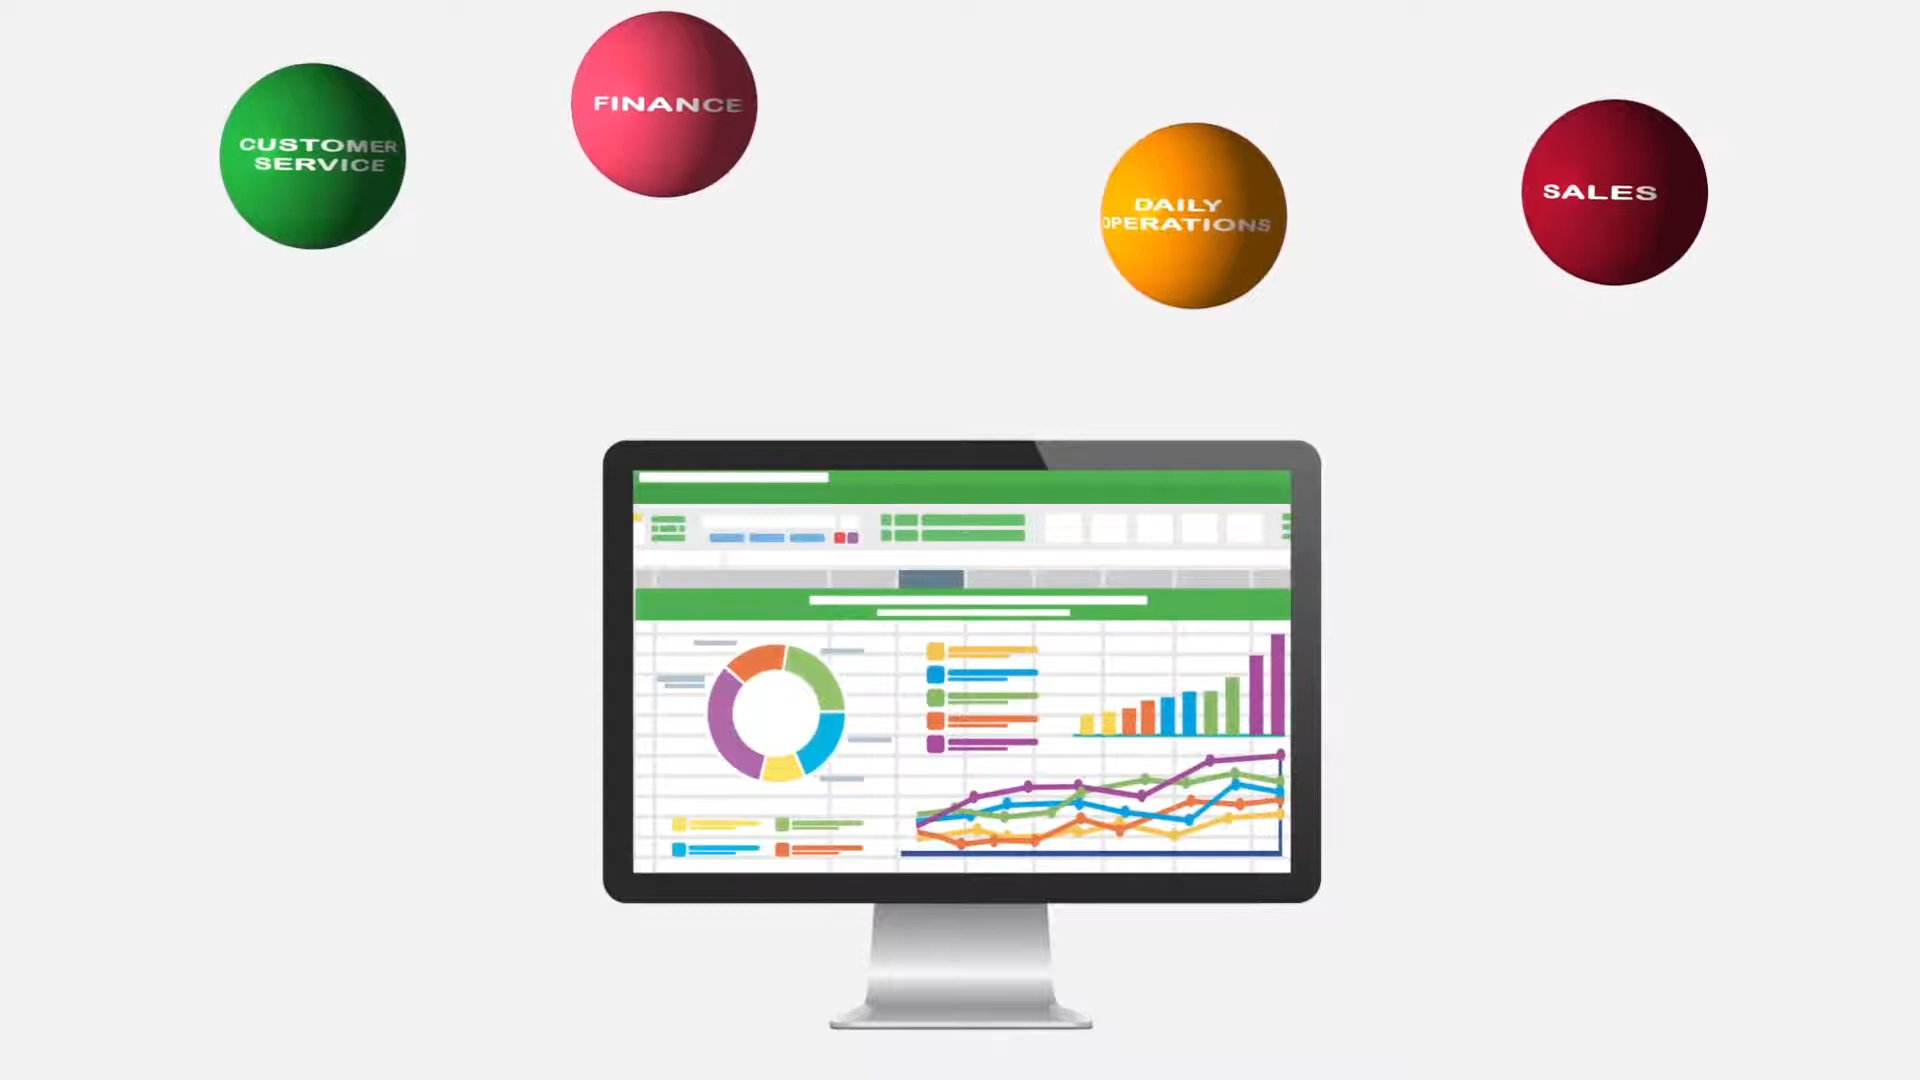 CUSTOMER
SERVICE
FINANCE
DAILY
OPERATIONS
SALES